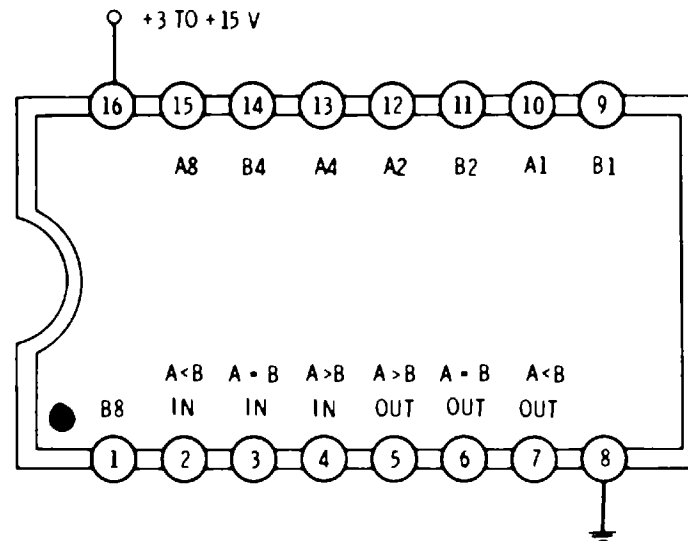 +3 TO +15 V
16 15 14 13 12 11 10 9
A8 B4 A4 A2 B2 A1 B1
A<B A=B A>B A>B A=B A<B
B8 IN IN IN OUT OUT OUT
1 2 3 4 5 6 7 8